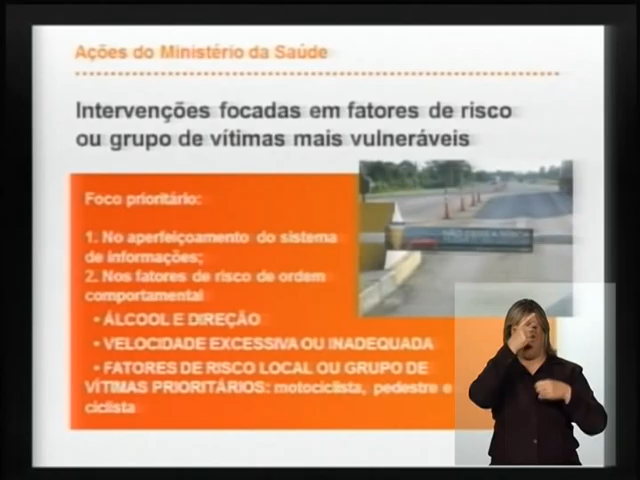 Ações do Ministério da Saúde
Intervenções focadas em fatores de risco
ou grupo de vítimas mais vulneráveis
Foco prioritário:
1. No aperfeiçoamento do sistema
de informações;
2. Nos fatores de risco de ordem
comportamental
• ÁLCOOL E DIREÇÃO
• VELOCIDADE EXCESSIVA OU INADEQUADA
• FATORES DE RISCO LOCAL OU GRUPO DE
VÍTIMAS PRIORITÁRIOS: motociclista, pedestre e
ciclista